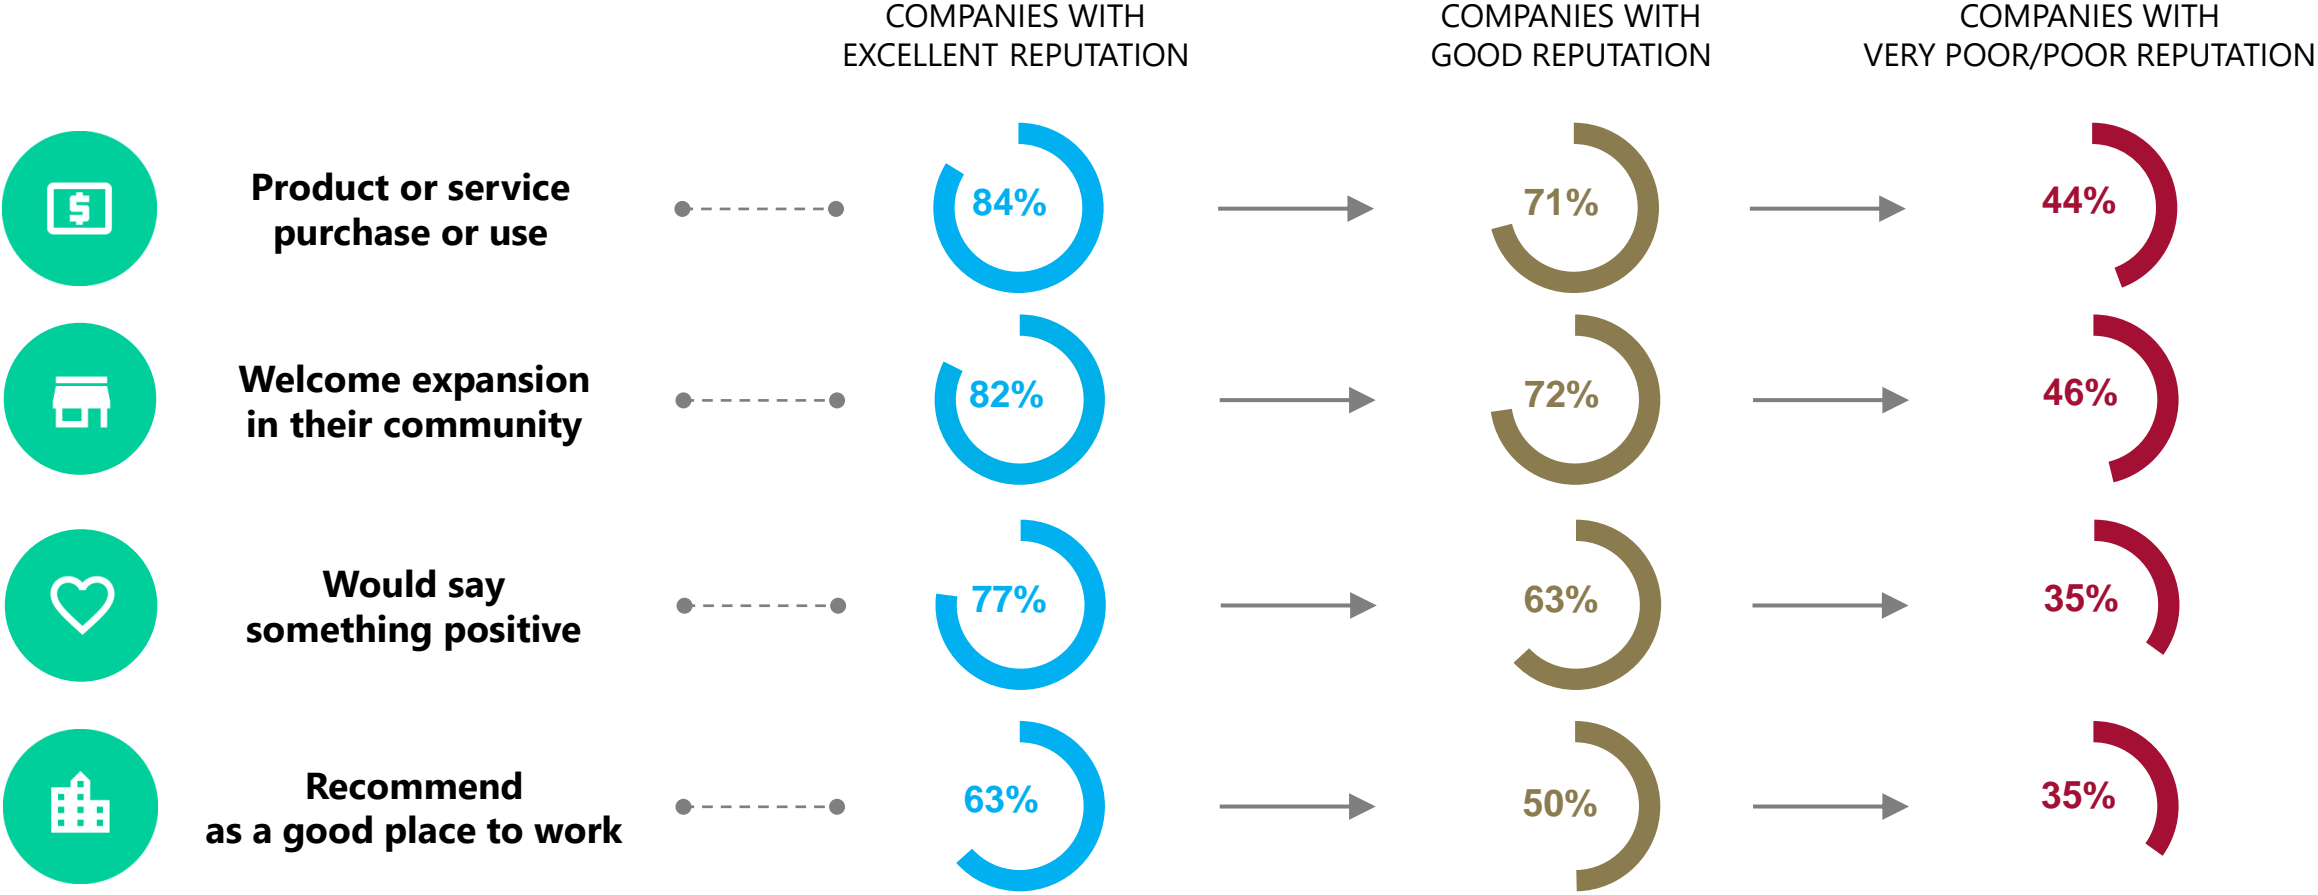 COMPANIES WITH
EXCELLENT REPUTATION
COMPANIES WITH
GOOD REPUTATION
COMPANIES WITH
VERY POOR/POOR REPUTATION
$
Product or service
purchase or use
84%
71%
44%
Welcome expansion
in their community
82%
72%
46%
Would say
something positive
77%
63%
35%
Recommend
as a good place to work
63%
50%
35%